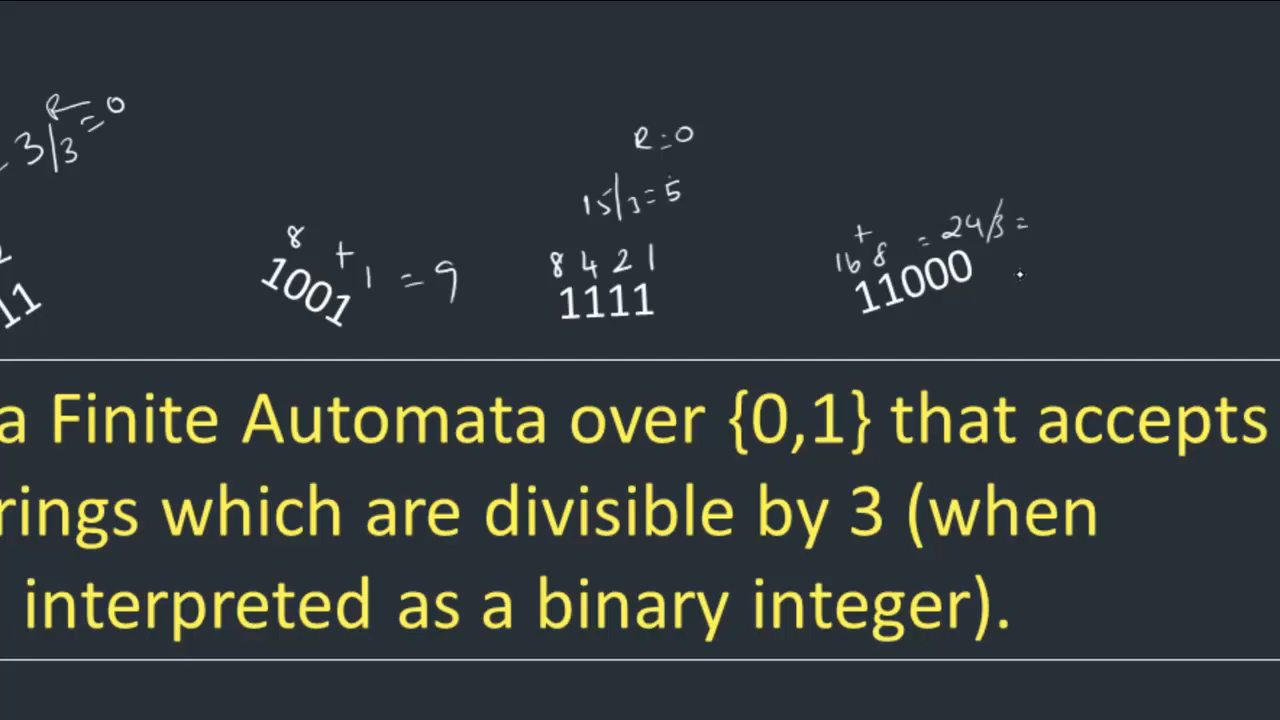 R = 0
3/3
11
8 + 1 = 9
1001
R = 0
15/3 = 5
8 4 2 1
1111
16 + 8 = 24/3 =
11000
a Finite Automata over {0,1} that accepts
rings which are divisible by 3 (when
interpreted as a binary integer).